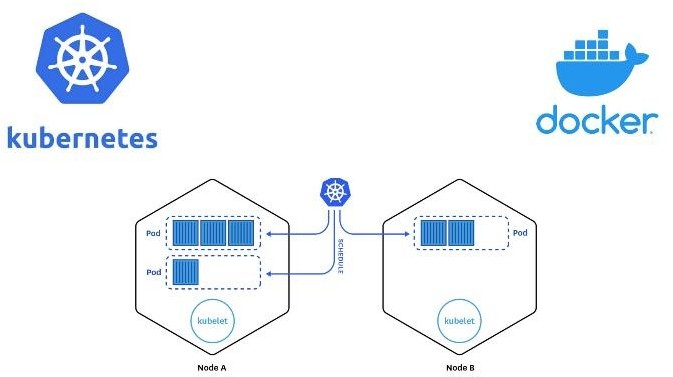 kubernetes
docker
Pod
Pod
SCHEDULE
Pod
kubelet
kubelet
Node A
Node B